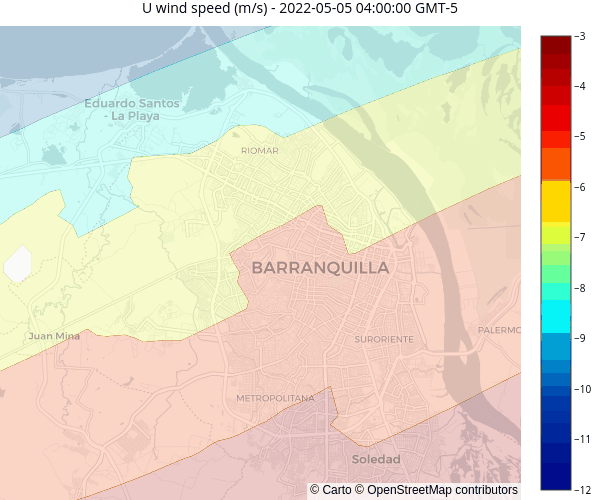 U wind speed (m/s) - 2022-05-05 04:00:00 GMT-5
−3
−4
−5
−6
−7
−8
−9
−10
−11
−12
Eduardo Santos
- La Playa
RIOMAR
BARRANQUILLA
Juan Mina
SURORIENTE
PALERMO
METROPOLITANA
Soledad
© Carto © OpenStreetMap contributors